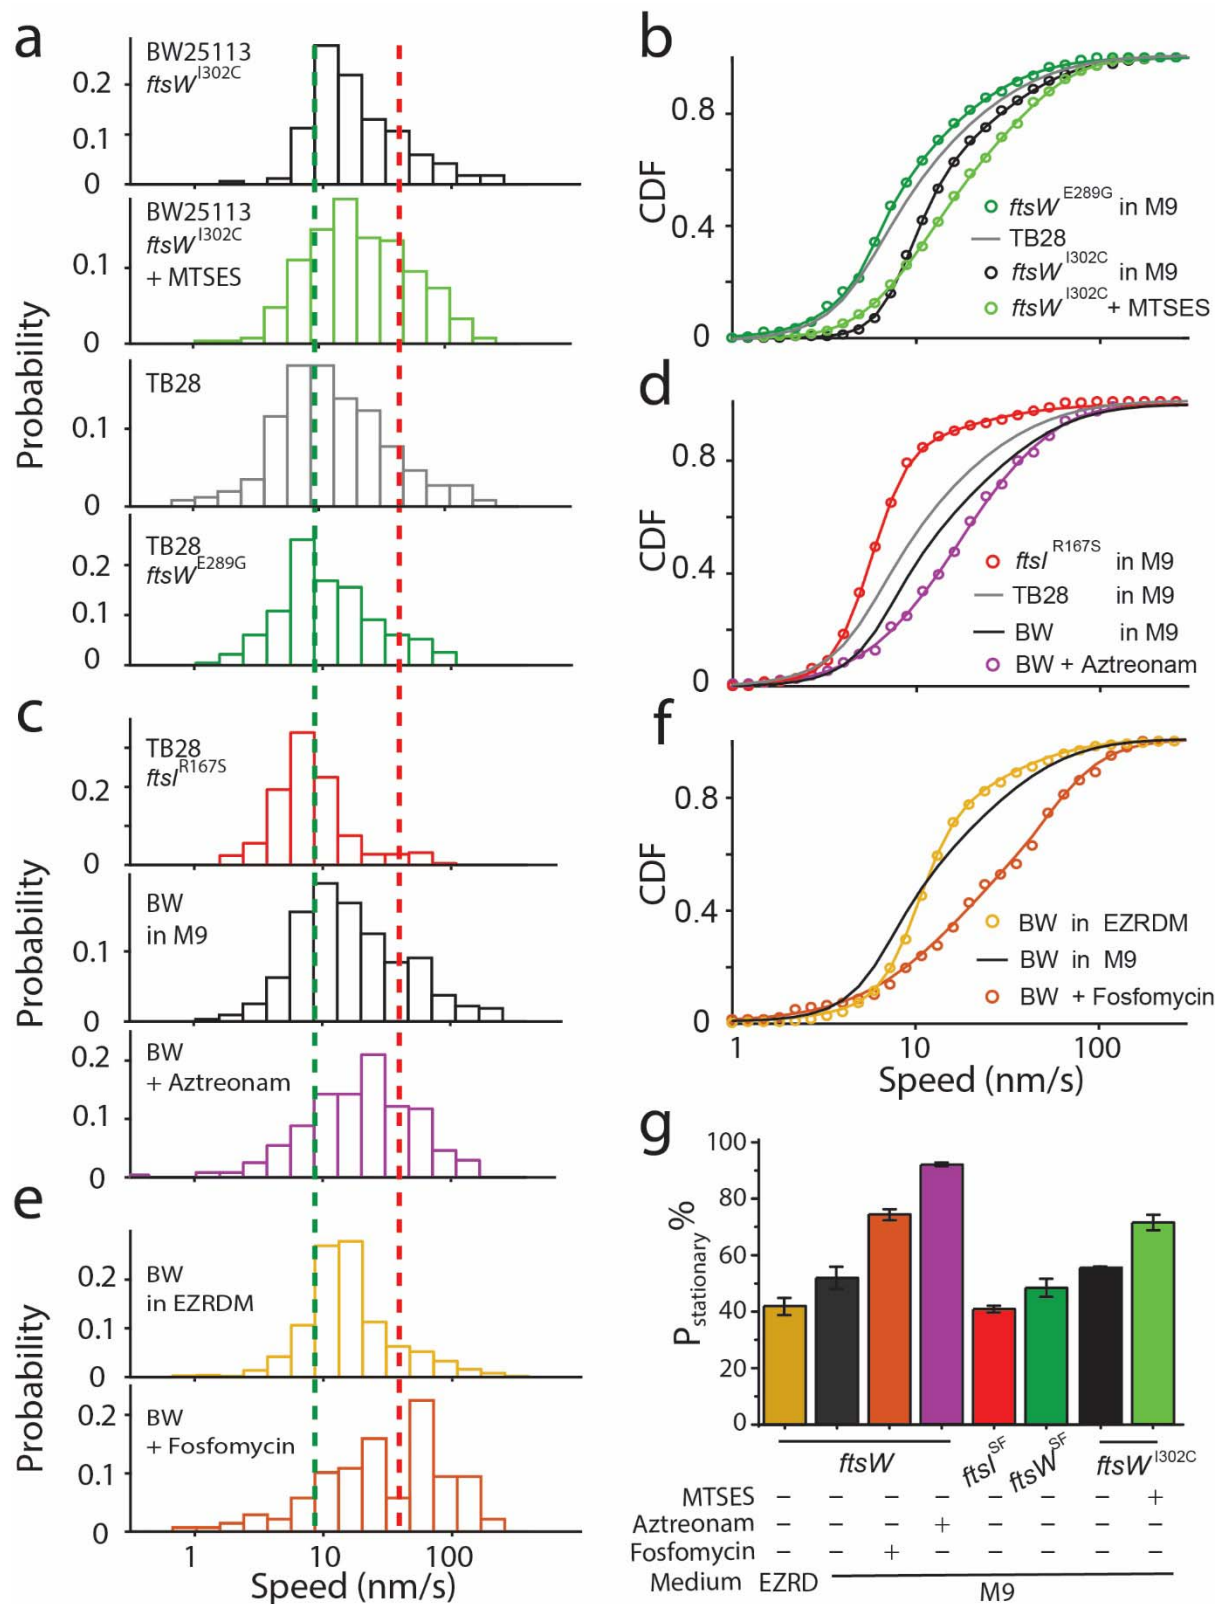 a
BW25113
ftsW^I302C
0.2
0.1
0
BW25113
ftsW^I302C
+ MTSES
0.1
0
TB28
0.1
0
TB28
ftsW^E289G
0.2
0.1
0
Probability
c
TB28
ftsI^R167S
0.2
0
BW
in M9
0.1
0
BW
+ Aztreonam
0.2
0.1
0
Probability
e
BW
in EZRDM
0.2
0.1
0
BW
+ Fosfomycin
0.2
0.1
0
Probability
1 10 100
Speed (nm/s)
b
CDF
0.8
0.4
0
ftsW^E289G in M9
TB28
ftsW^I302C in M9
ftsW^I302C + MTSES
d
CDF
0.8
0.4
0
ftsI^R167S in M9
TB28 in M9
BW in M9
BW + Aztreonam
f
CDF
0.8
0.4
0
BW in EZRDM
BW in M9
BW + Fosfomycin
1 10 100
Speed (nm/s)
g
P_stationary %
100
80
60
40
20
0
ftsW ftsI^SF ftsW^SF ftsW^I302C
MTSES − − − − − − − +
Aztreonam − − − + − − − −
Fosfomycin − − + − − − − −
Medium EZRD M9